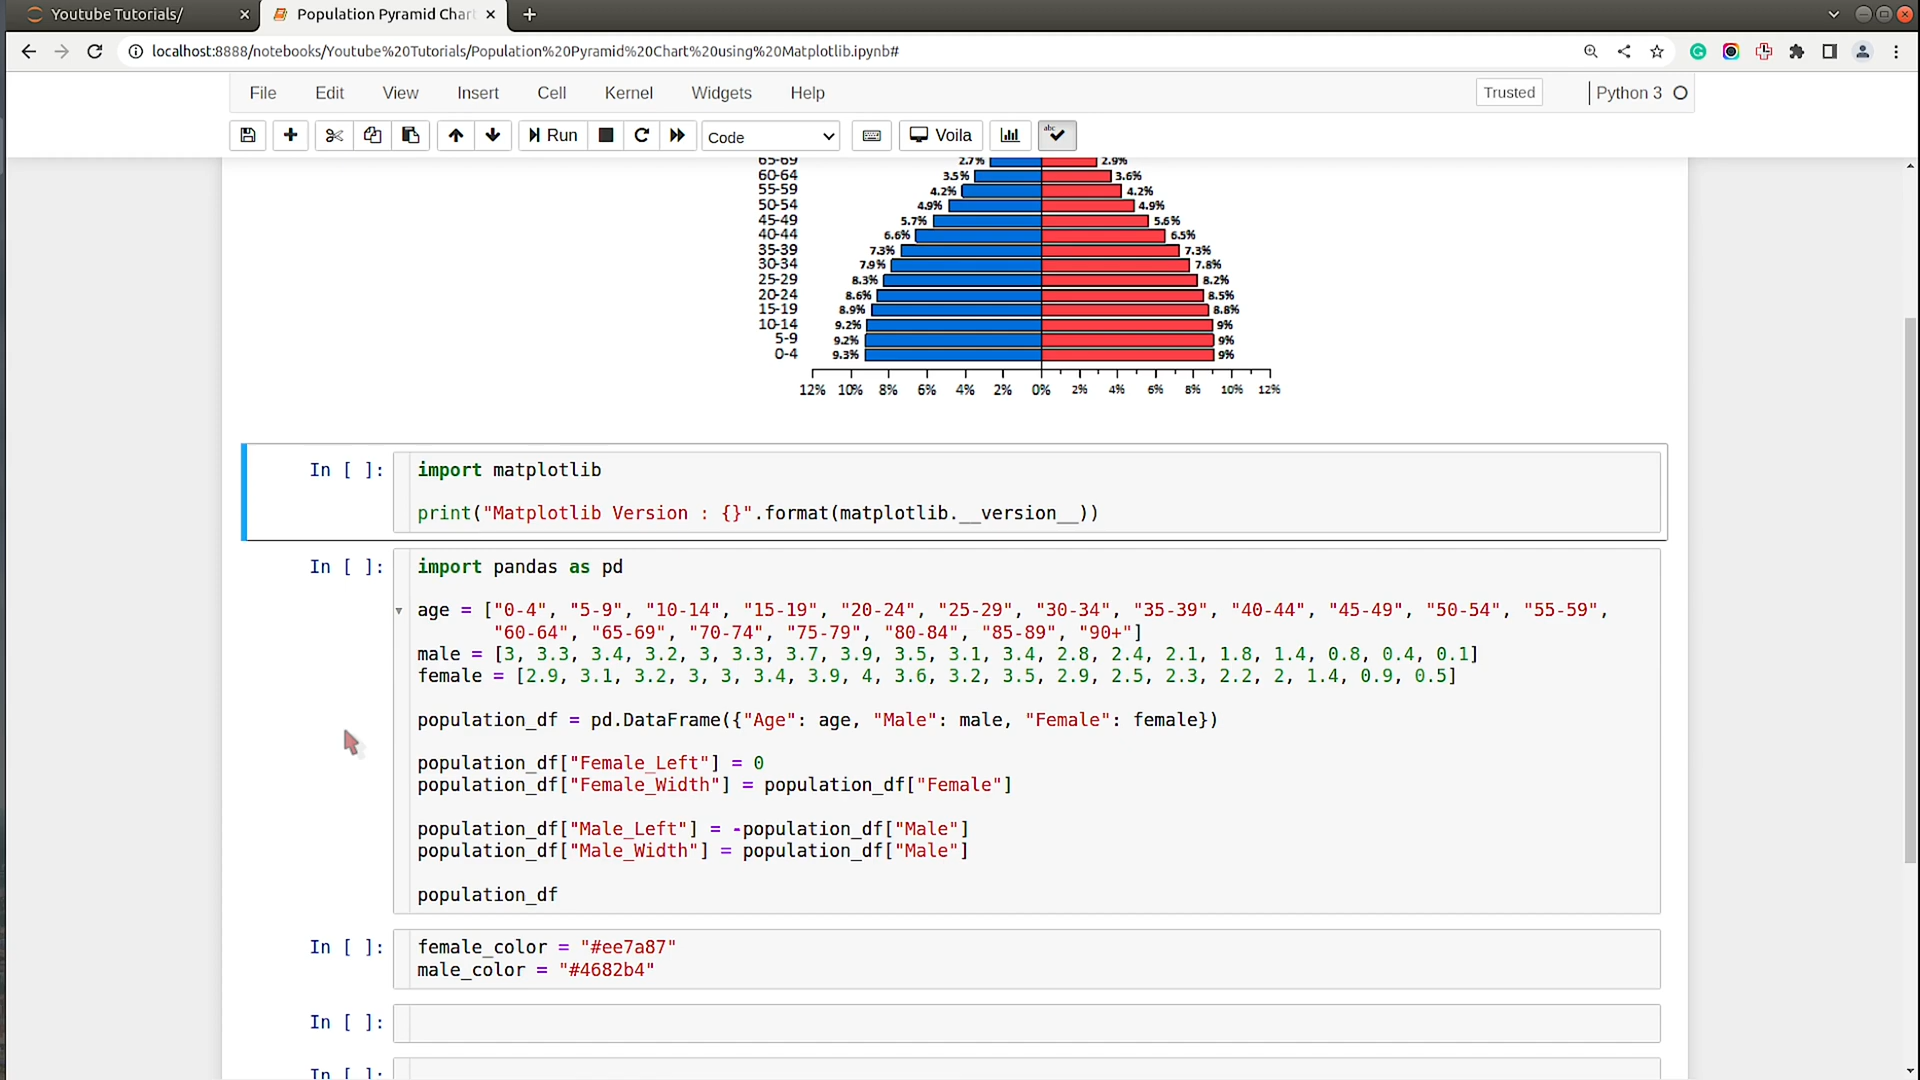 Youtube Tutorials/
Population Pyramid Char
localhost:8888/notebooks/Youtube%20Tutorials/Population%20Pyramid%20Chart%20using%20Matplotlib.ipynb#
File Edit View Insert Cell Kernel Widgets Help Trusted Python 3
Run Code Voila abc
65-69 2.7% 2.9%
60-64 3.5% 3.6%
55-59 4.2% 4.2%
50-54 4.9% 4.9%
45-49 5.7% 5.6%
40-44 6.6% 6.5%
35-39 7.3% 7.3%
30-34 7.9% 7.8%
25-29 8.3% 8.2%
20-24 8.6% 8.5%
15-19 8.9% 8.8%
10-14 9.2% 9%
5-9 9.2% 9%
0-4 9.3% 9%
12% 10% 8% 6% 4% 2% 0% 2% 4% 6% 8% 10% 12%
In [ ]: import matplotlib
print("Matplotlib Version : {}".format(matplotlib.__version__))
In [ ]: import pandas as pd
age = ["0-4", "5-9", "10-14", "15-19", "20-24", "25-29", "30-34", "35-39", "40-44", "45-49", "50-54", "55-59",
"60-64", "65-69", "70-74", "75-79", "80-84", "85-89", "90+"]
male = [3, 3.3, 3.4, 3.2, 3, 3.3, 3.7, 3.9, 3.5, 3.1, 3.4, 2.8, 2.4, 2.1, 1.8, 1.4, 0.8, 0.4, 0.1]
female = [2.9, 3.1, 3.2, 3, 3, 3.4, 3.9, 4, 3.6, 3.2, 3.5, 2.9, 2.5, 2.3, 2.2, 2, 1.4, 0.9, 0.5]
population_df = pd.DataFrame({"Age": age, "Male": male, "Female": female})
population_df["Female_Left"] = 0
population_df["Female_Width"] = population_df["Female"]
population_df["Male_Left"] = -population_df["Male"]
population_df["Male_Width"] = population_df["Male"]
population_df
In [ ]: female_color = "#ee7a87"
male_color = "#4682b4"
In [ ]:
In [ ]: